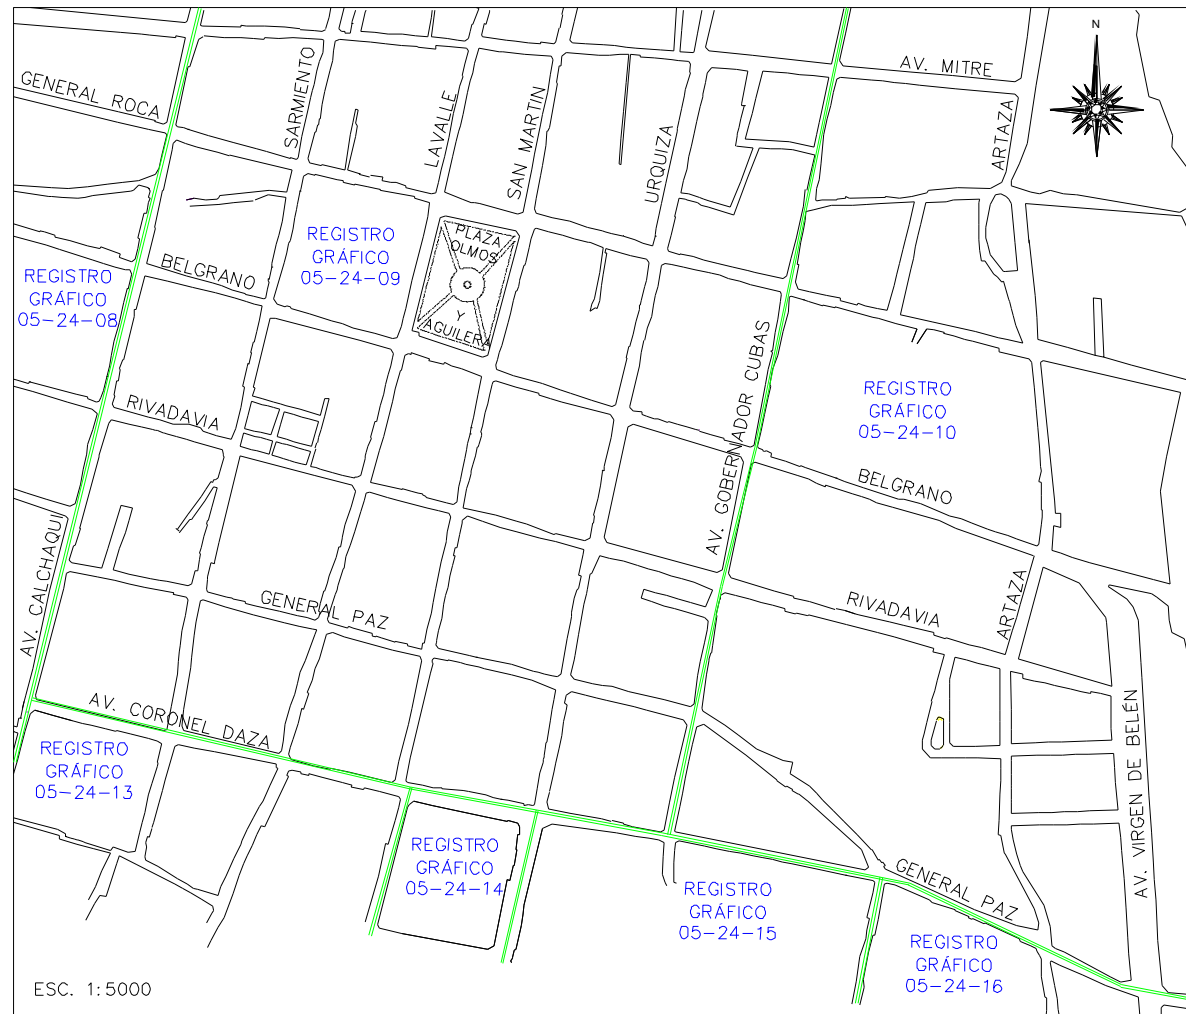 N
AV. MITRE
GENERAL ROCA
SARMIENTO
LAVALLE
SAN MARTIN
URQUIZA
ARTAZA
REGISTRO
GRÁFICO
05-24-09
PLAZA
OLMOS
Y
AGUILERA
BELGRANO
REGISTRO
GRÁFICO
05-24-08
RIVADAVIA
AV. GOBERNADOR CUBAS
REGISTRO
GRÁFICO
05-24-10
BELGRANO
AV. CALCHAQUI
GENERAL PAZ
RIVADAVIA
ARTAZA
AV. CORONEL DAZA
AV. VIRGEN DE BELÉN
REGISTRO
GRÁFICO
05-24-13
REGISTRO
GRÁFICO
05-24-14
GENERAL PAZ
REGISTRO
GRÁFICO
05-24-15
REGISTRO
GRÁFICO
05-24-16
ESC. 1:5000